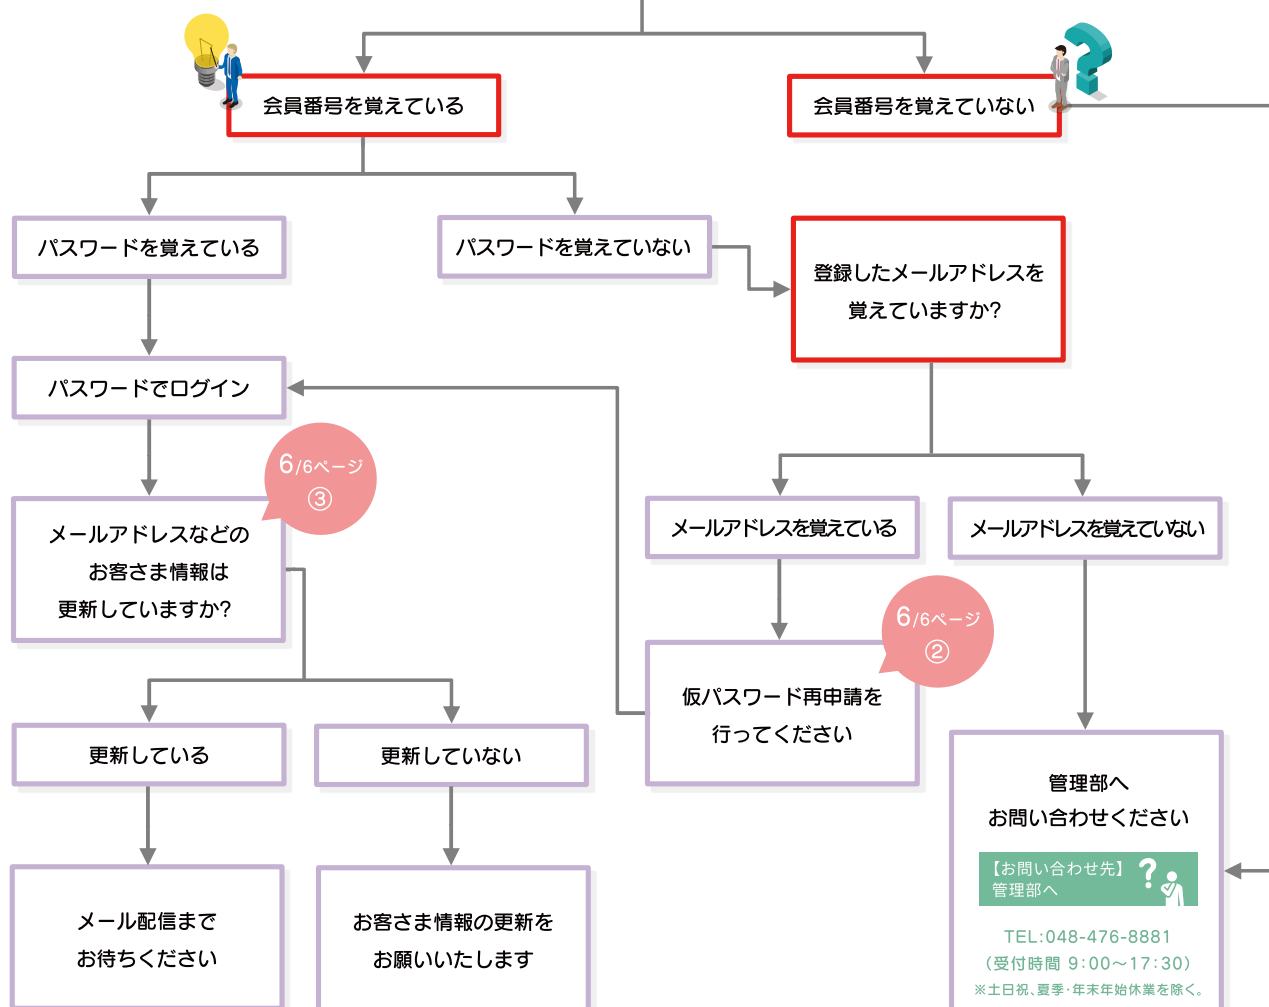 会員番号を覚えている
会員番号を覚えていない
パスワードを覚えている
パスワードを覚えていない
登録したメールアドレスを
覚えていますか?
パスワードでログイン
6/6ページ
③
メールアドレスなどの
お客さま情報は
更新していますか?
メールアドレスを覚えている
メールアドレスを覚えていない
6/6ページ
②
仮パスワード再申請を
行ってください
更新している
更新していない
管理部へ
お問い合わせください
【お問い合わせ先】
管理部へ
TEL:048-476-8881
(受付時間 9:00〜17:30)
※土日祝、夏季・年末年始休業を除く。
メール配信まで
お待ちください
お客さま情報の更新を
お願いいたします